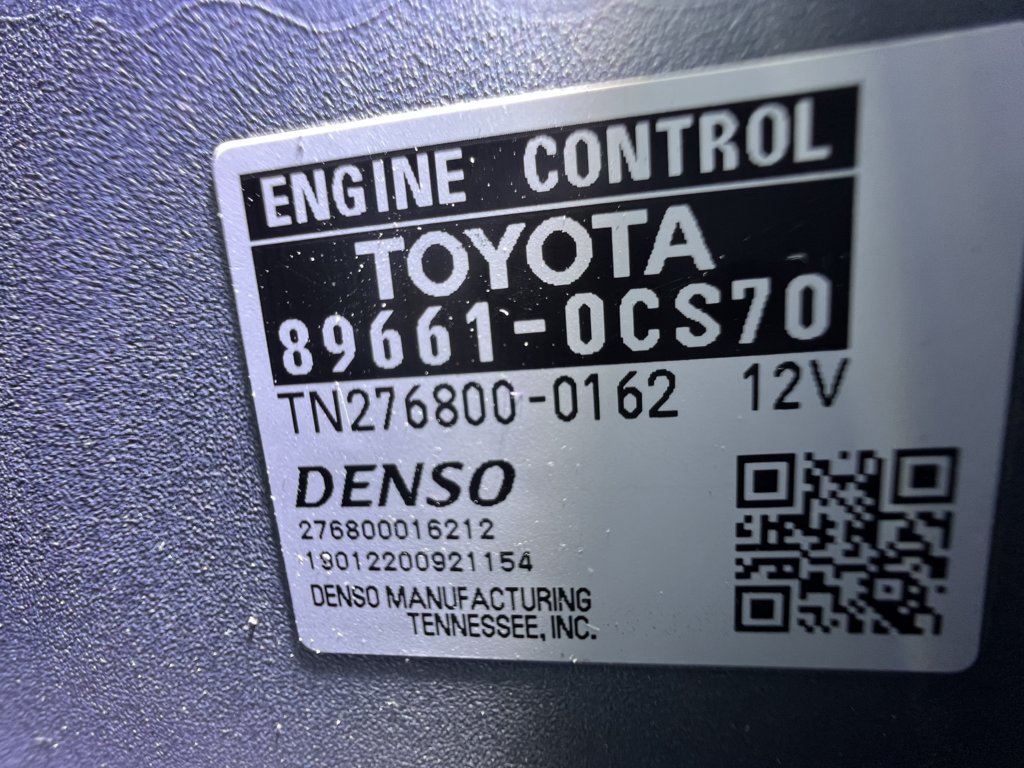 ENGINE CONTROL
TOYOTA
89661-0CS70
TN276800-0162 12V
DENSO
276800016212
19012200921154
DENSO MANUFACTURING
TENNESSEE, INC.